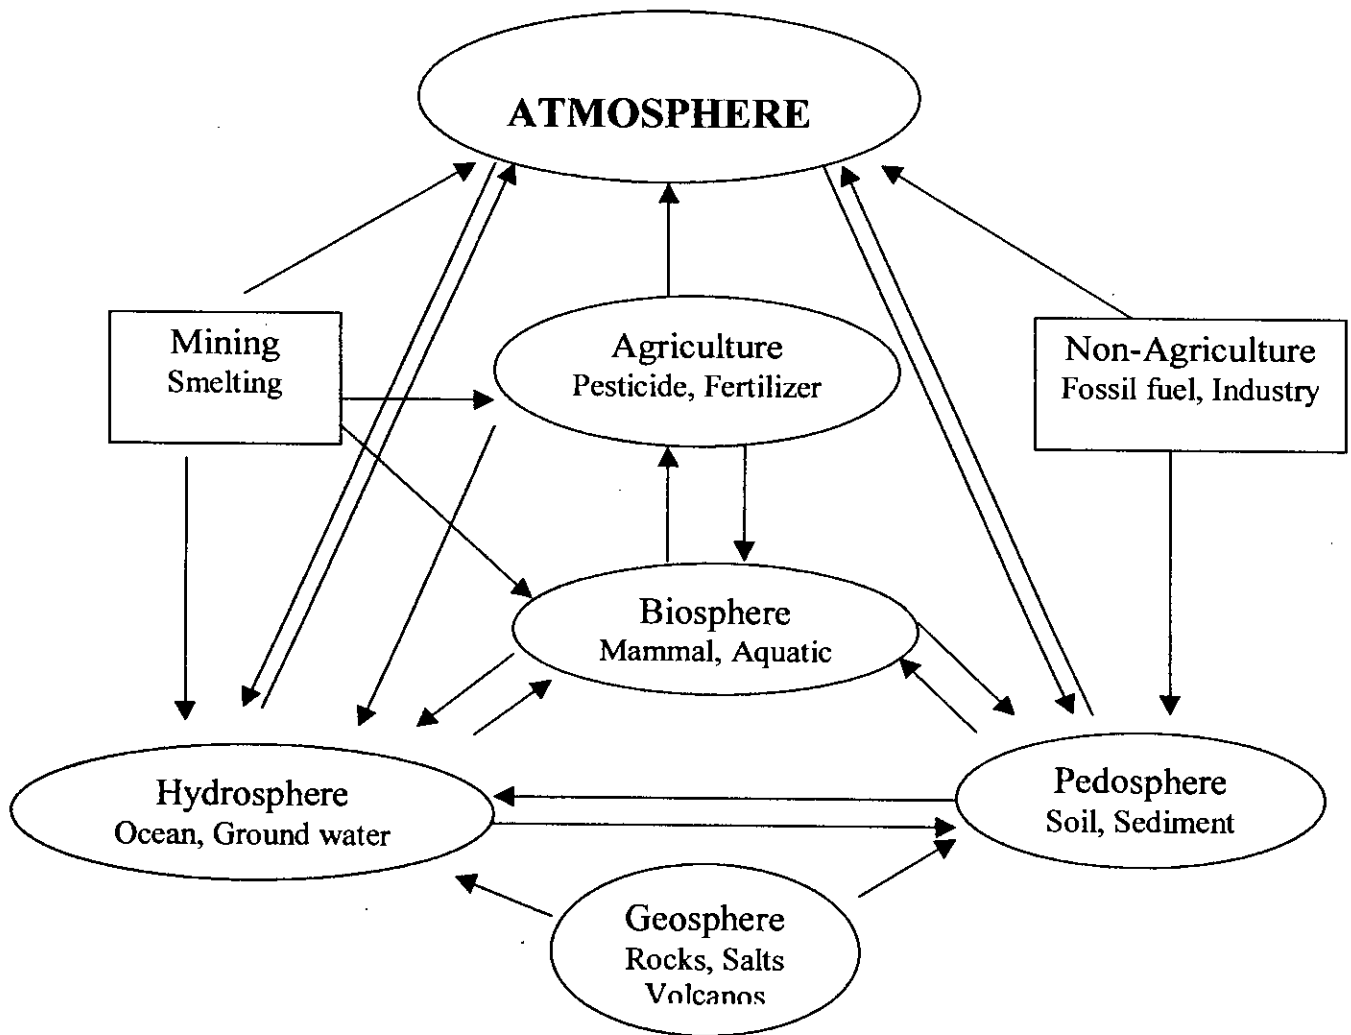 ATMOSPHERE
Mining
Smelting
Agriculture
Pesticide, Fertilizer
Non-Agriculture
Fossil fuel, Industry
Biosphere
Mammal, Aquatic
Hydrosphere
Ocean, Ground water
Pedosphere
Soil, Sediment
Geosphere
Rocks, Salts
Volcanos